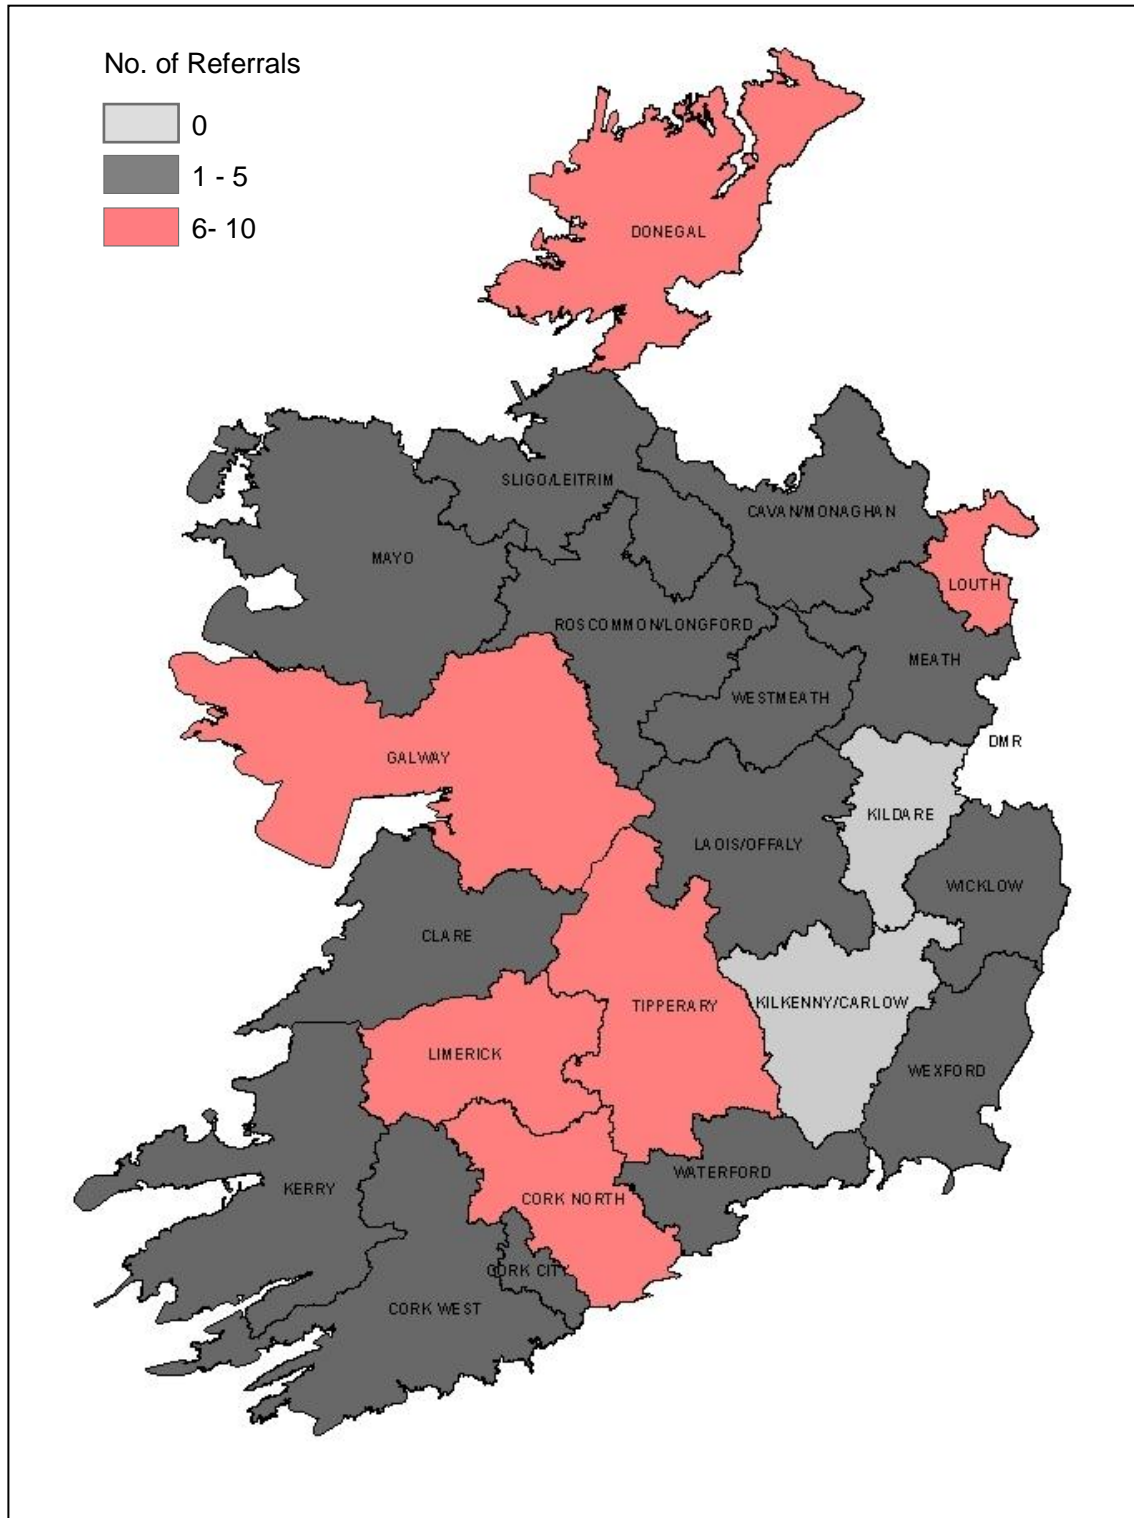 No. of Referrals
0
1 - 5
6- 10
DONEGAL
SLIGO/LEITRIM
CAVAN/MONAGHAN
MAYO
LOUTH
ROSCOMMON/LONGFORD
MEATH
WESTMEATH
DMR
GALWAY
KILDARE
LAOIS/OFFALY
WICKLOW
CLARE
TIPPERARY
KILKENNY/CARLOW
LIMERICK
WEXFORD
WATERFORD
KERRY
CORK NORTH
CORK CITY
CORK WEST